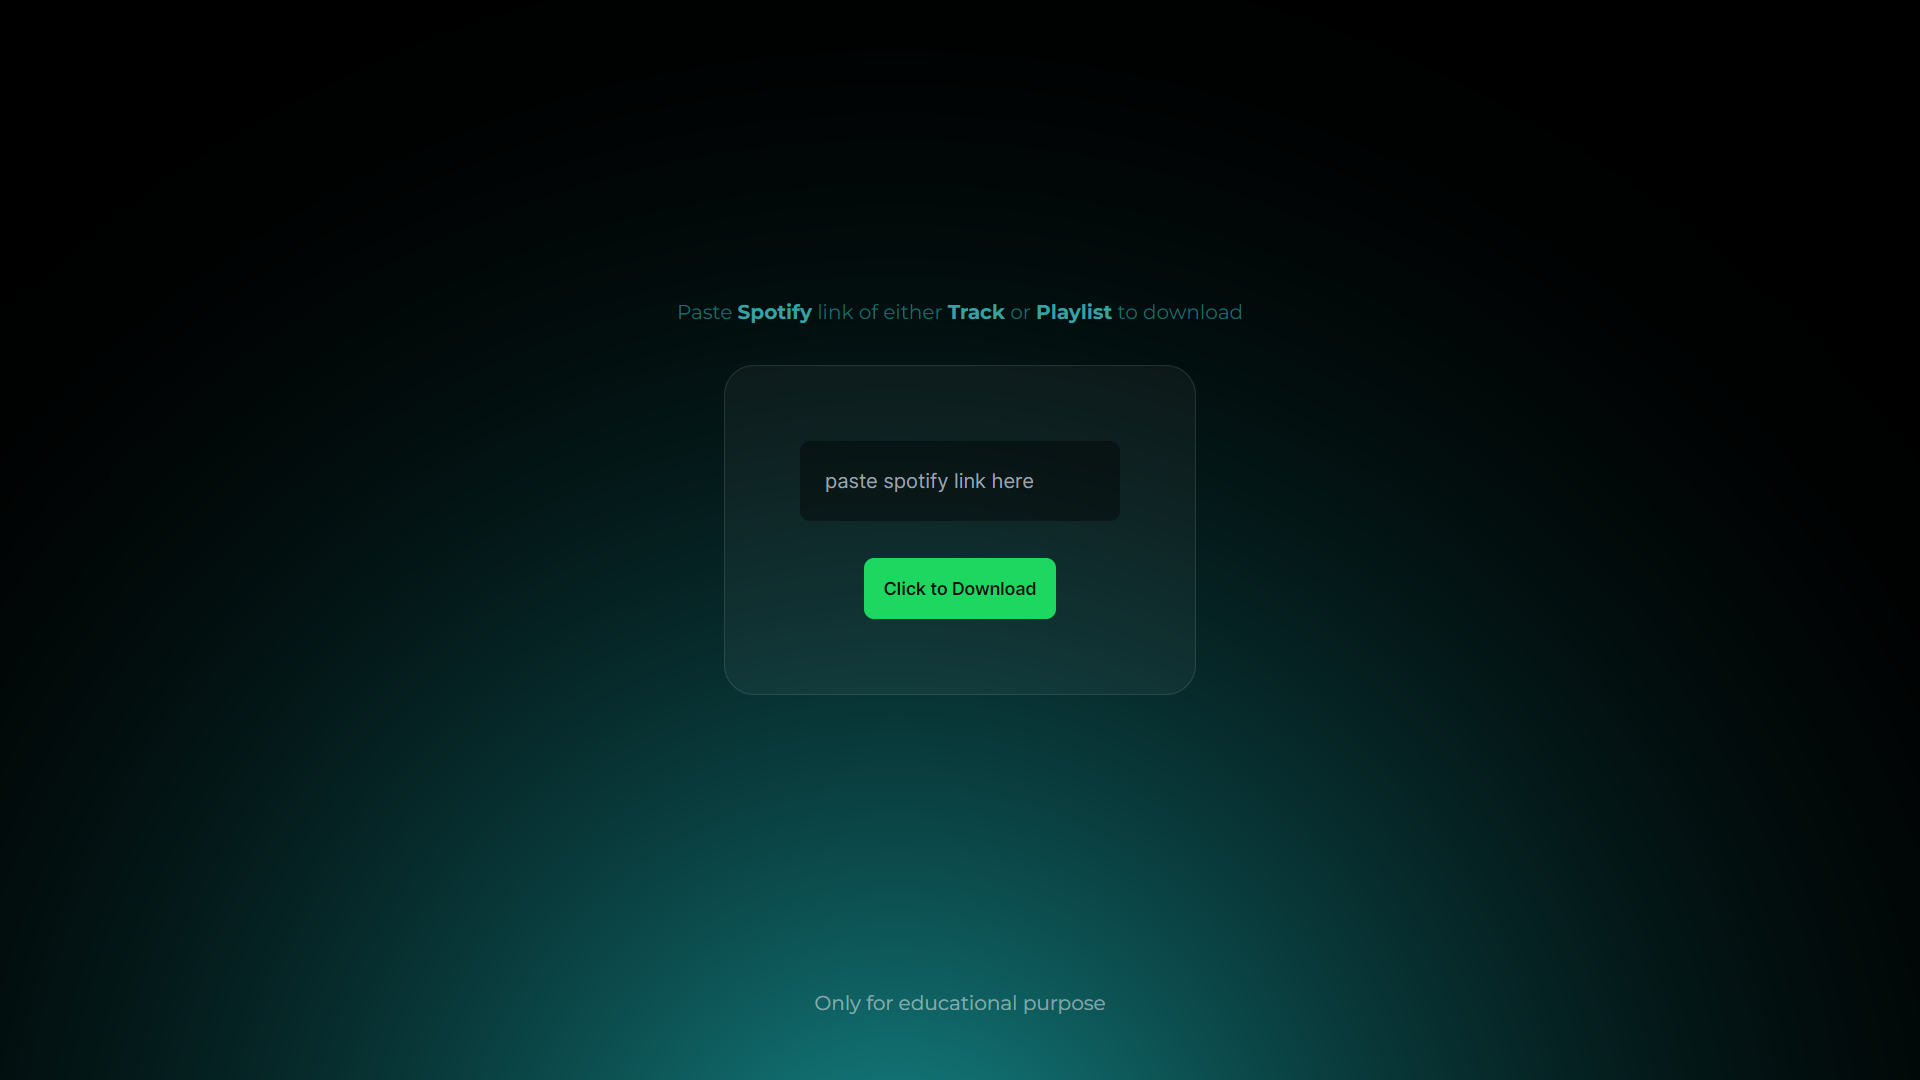 Paste Spotify link of either Track or Playlist to download
paste spotify link here
Click to Download
Only for educational purpose